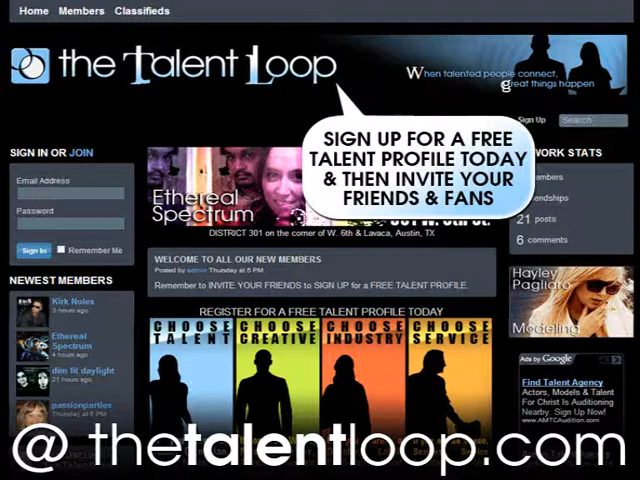 Home Members Classifieds
the Talent Loop
When talented people connect,
great things happen
Sign Up Search
SIGN UP FOR A FREE
TALENT PROFILE TODAY
& THEN INVITE YOUR
FRIENDS & FANS
SIGN IN OR JOIN
Email Address
Password
Sign In Remember Me
NEWEST MEMBERS
Kirk Noles
3 hours ago
Ethereal
Spectrum
4 hours ago
dim fit daylight
21 hours ago
passionparties
Thursday at 5 PM
Ethereal
Spectrum
DISTRICT 301 on the corner of W. 6th & Lavaca, Austin, TX
WELCOME TO ALL OUR NEW MEMBERS
Posted by admin Thursday at 5 PM
Remember to INVITE YOUR FRIENDS to SIGN UP for a FREE TALENT PROFILE
REGISTER FOR A FREE TALENT PROFILE TODAY
CHOOSE TALENT
CHOOSE CREATIVE
CHOOSE INDUSTRY
CHOOSE SERVICE
WORK STATS
members
friendships
21 posts
6 comments
Hayley
Pagliaro
Modeling
Ads by Google
Find Talent Agency
Actors, Models & Talent
For Christ Is Auditioning
Nearby. Sign Up Now!
www.AMTCAudition.com
@ thetalentloop.com